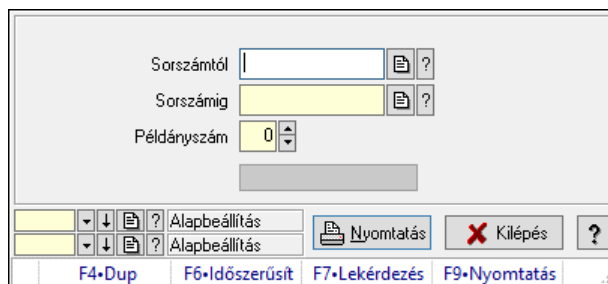 Sorszámtól ?
Sorszámig ?
Példányszám 0
? Alapbeállítás
? Alapbeállítás
Nyomtatás Kilépés ?
F4•Dup F6•Időszerűsít F7•Lekérdezés F9•Nyomtatás